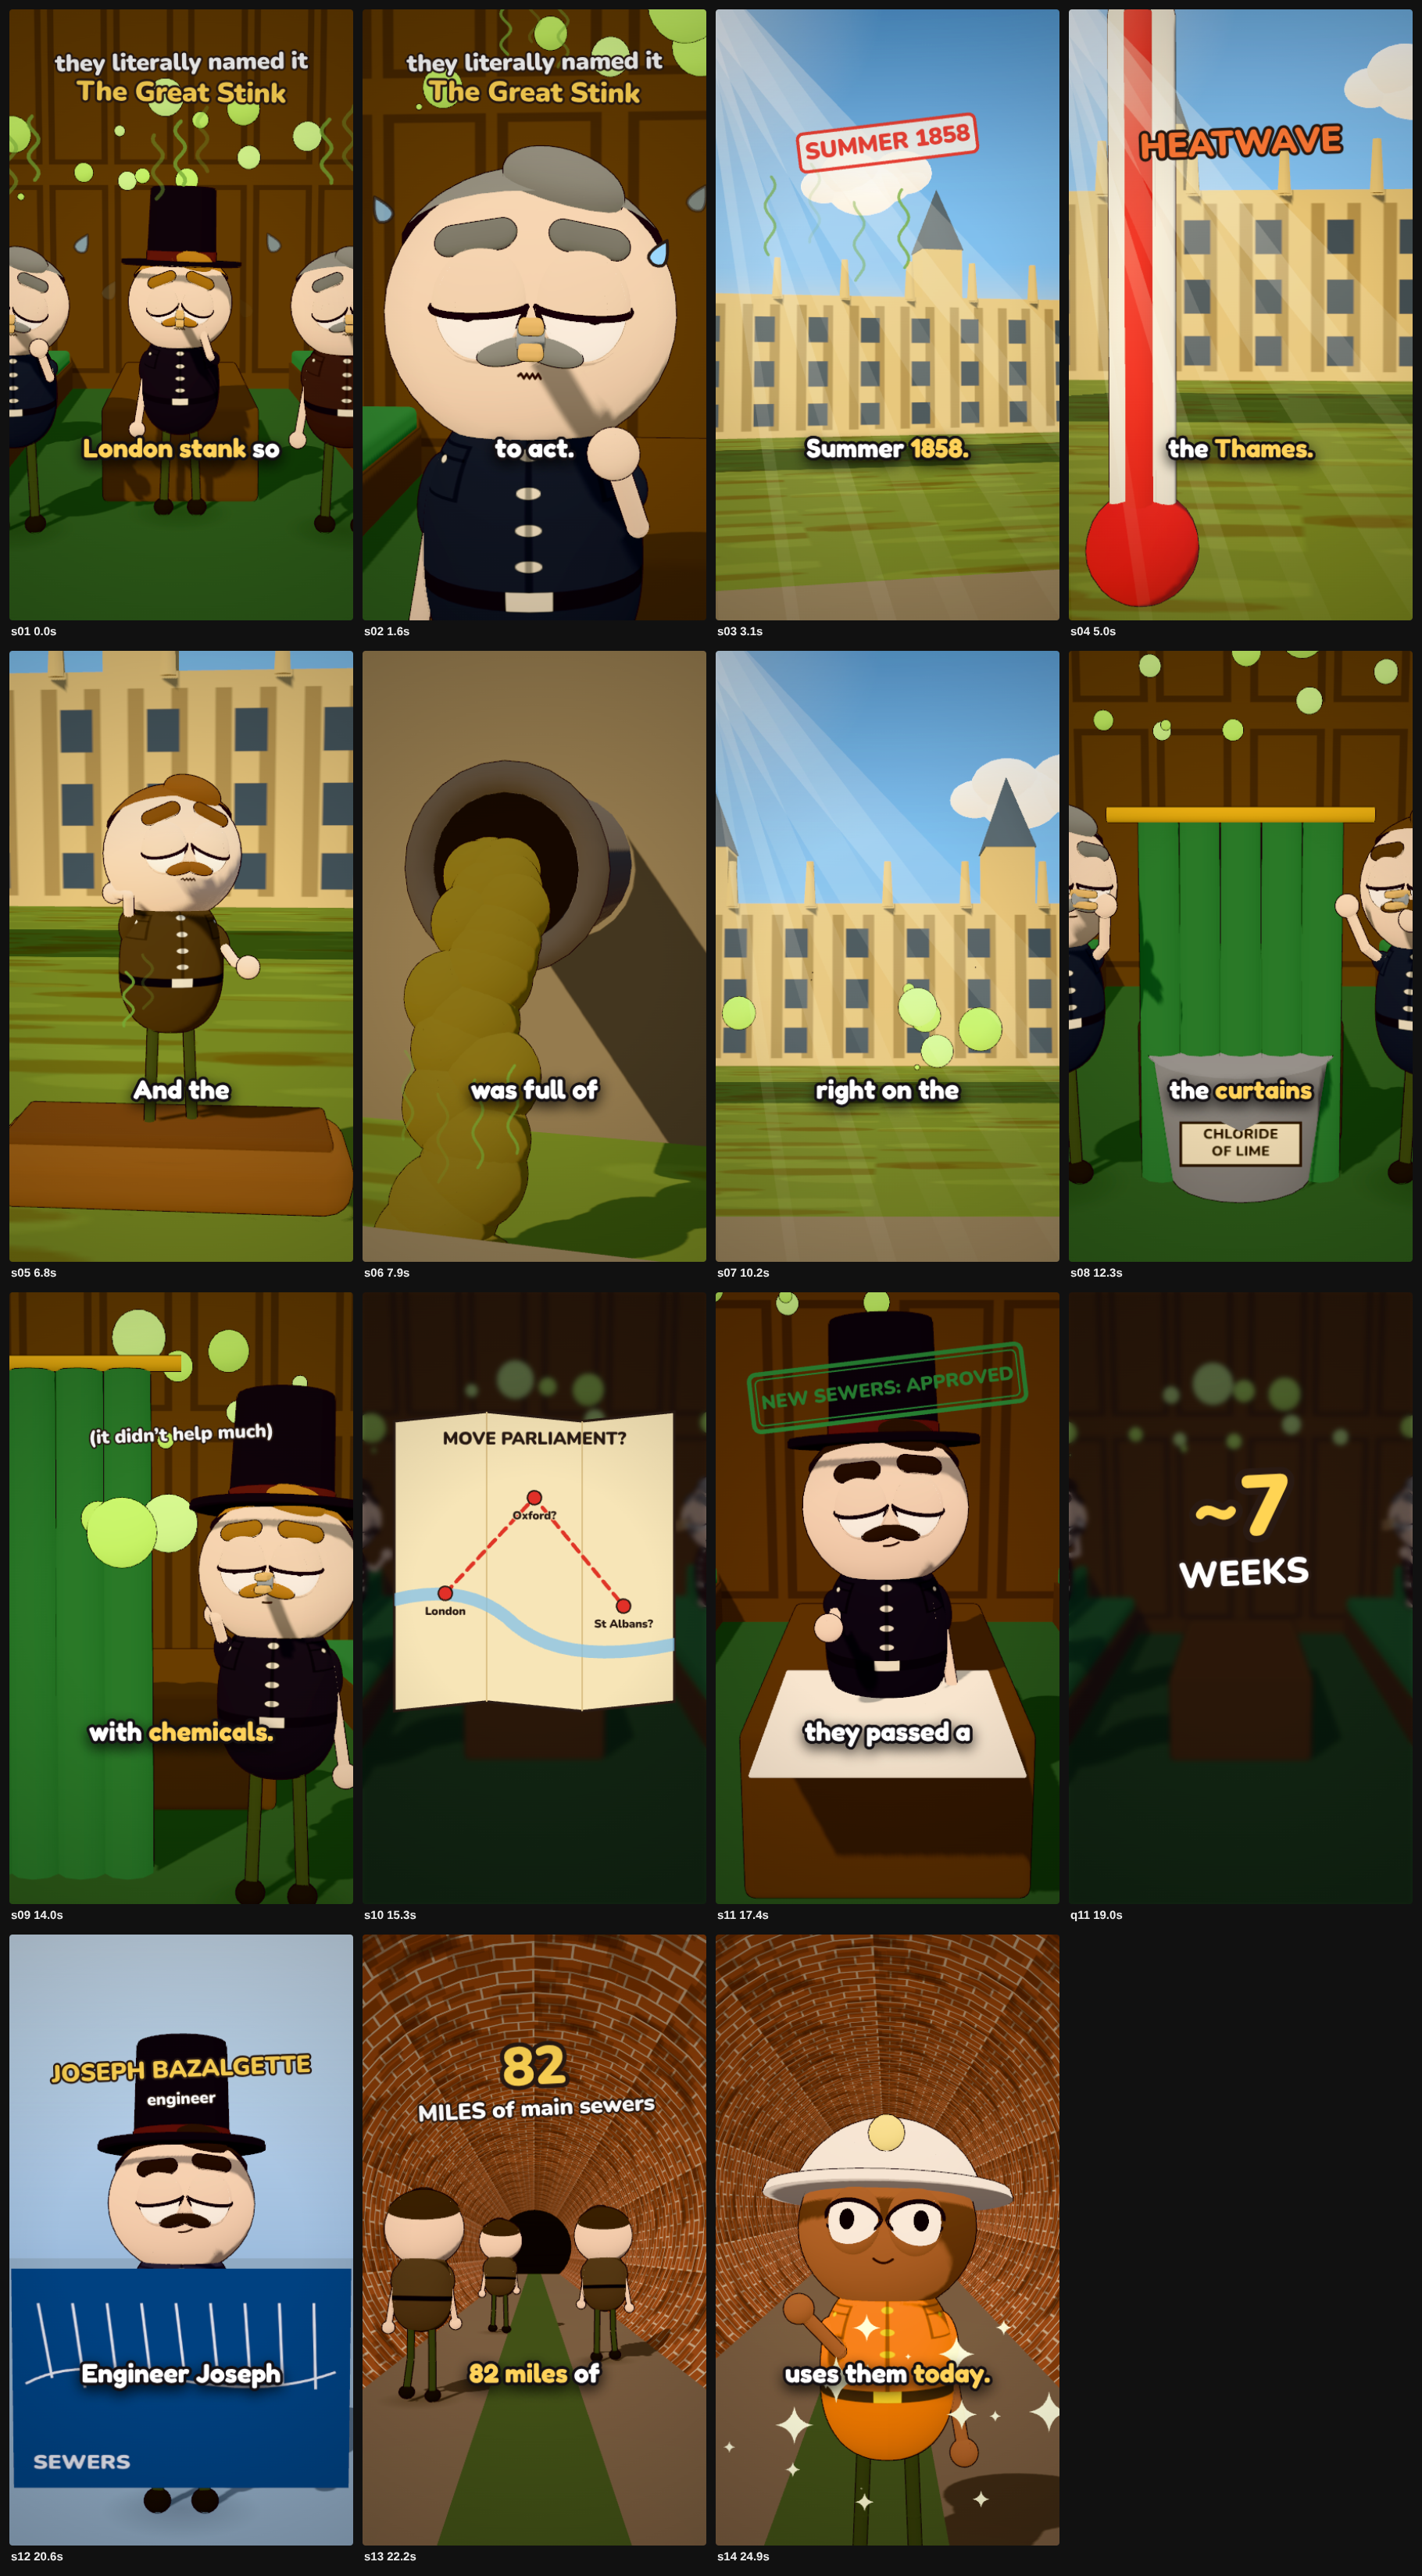 they literally named it
The Great Stink
London stank so
s01 0.0s
they literally named it
The Great Stink
to act.
s02 1.6s
SUMMER 1858
Summer 1858.
s03 3.1s
HEATWAVE
the Thames.
s04 5.0s
And the
s05 6.8s
was full of
s06 7.9s
right on the
s07 10.2s
the curtains
CHLORIDE
OF LIME
s08 12.3s
(it didn't help much)
with chemicals.
s09 14.0s
MOVE PARLIAMENT?
Oxford?
London
St Albans?
s10 15.3s
NEW SEWERS: APPROVED
they passed a
s11 17.4s
~7
WEEKS
q11 19.0s
JOSEPH BAZALGETTE
engineer
Engineer Joseph
SEWERS
s12 20.6s
82
MILES of main sewers
82 miles of
s13 22.2s
uses them today.
s14 24.9s